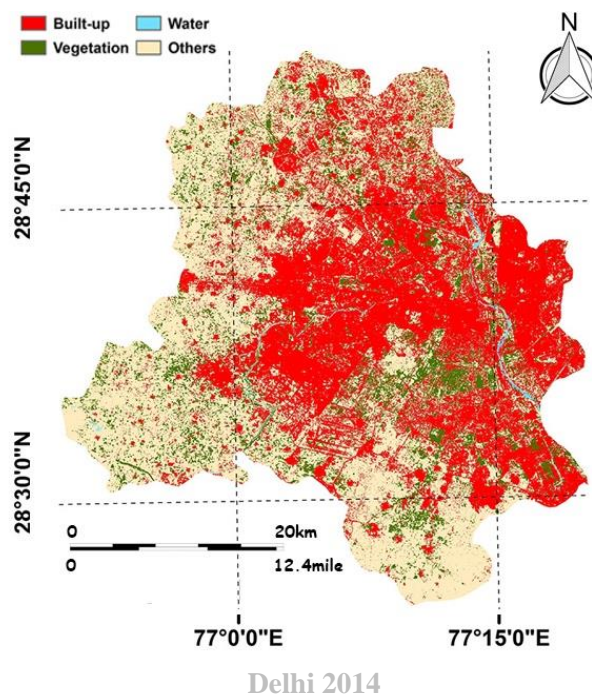 Built-up Water
Vegetation Others
N
28°45'0"N
28°30'0"N
0 20km
0 12.4mile
77°0'0"E 77°15'0"E
Delhi 2014